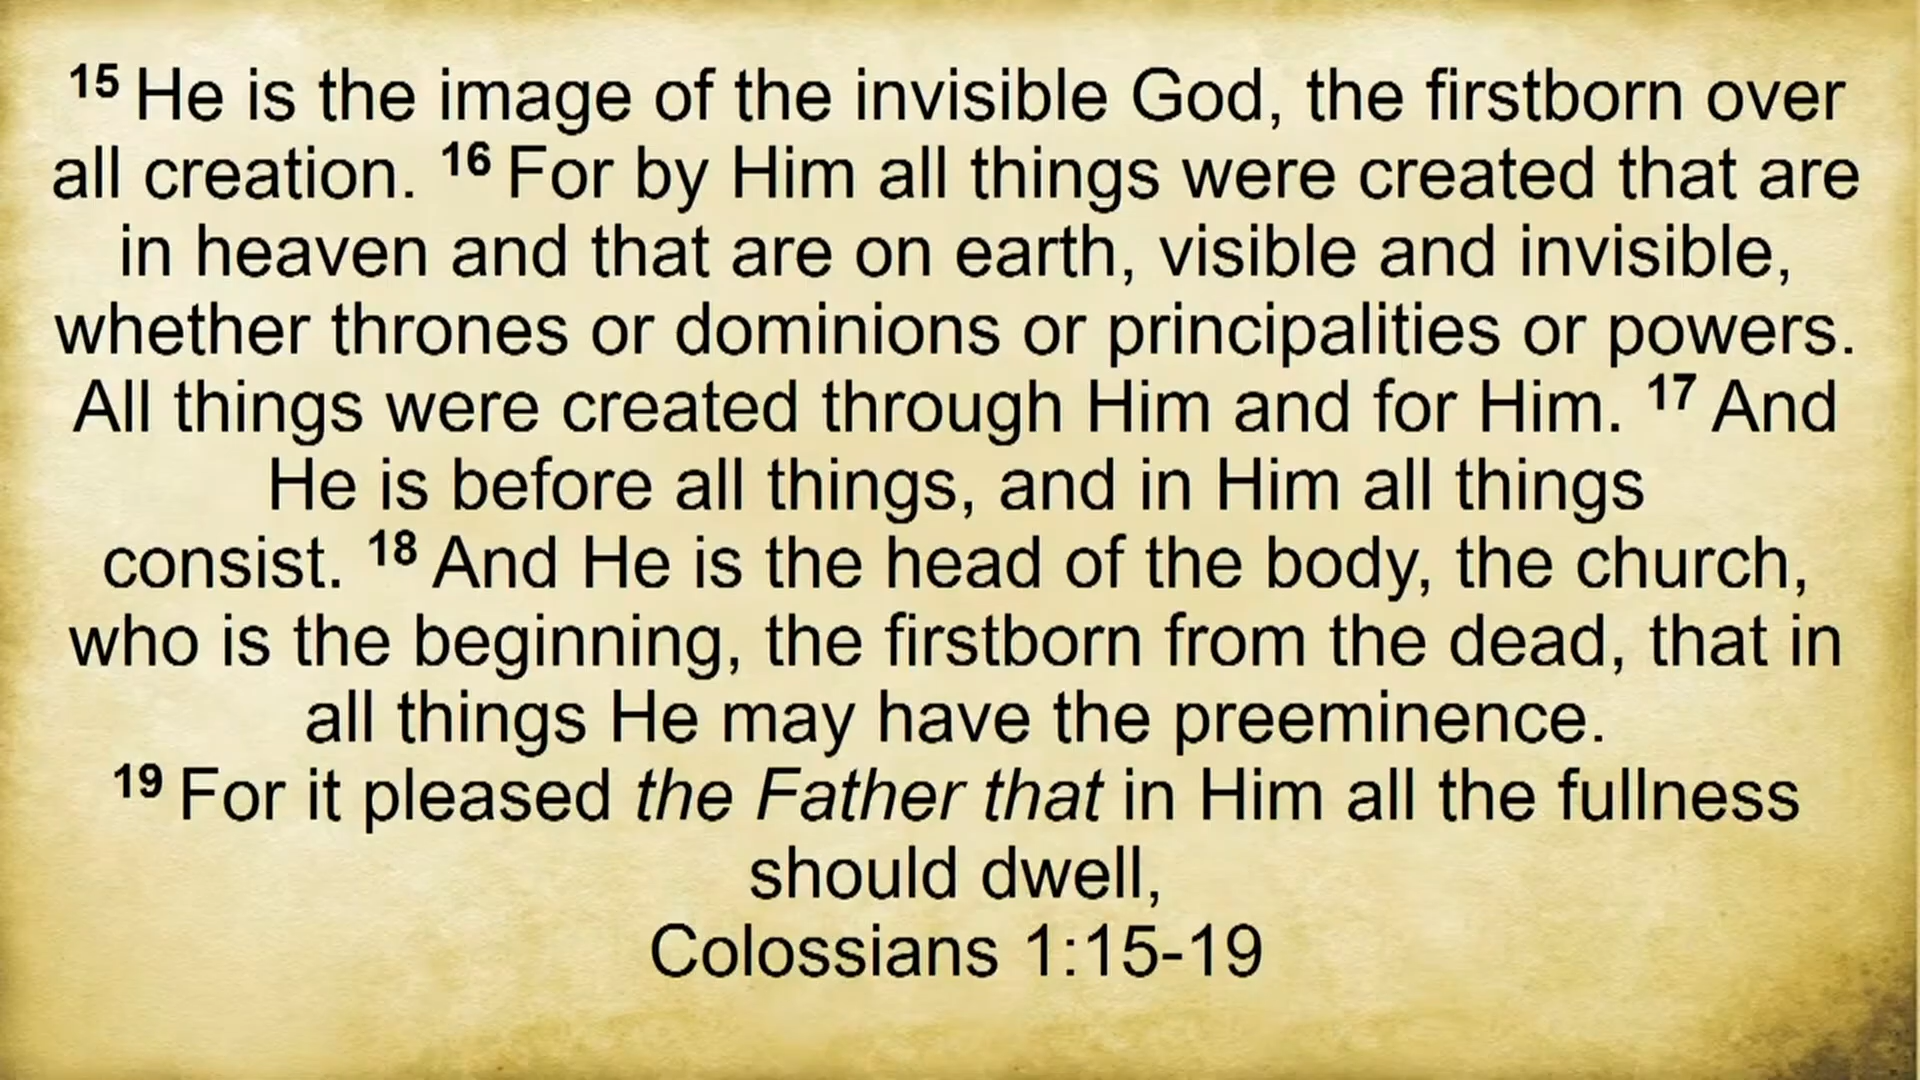 15 He is the image of the invisible God, the firstborn over
all creation. 16 For by Him all things were created that are
in heaven and that are on earth, visible and invisible,
whether thrones or dominions or principalities or powers.
All things were created through Him and for Him. 17 And
He is before all things, and in Him all things
consist. 18 And He is the head of the body, the church,
who is the beginning, the firstborn from the dead, that in
all things He may have the preeminence.
19 For it pleased the Father that in Him all the fullness
should dwell,
Colossians 1:15-19